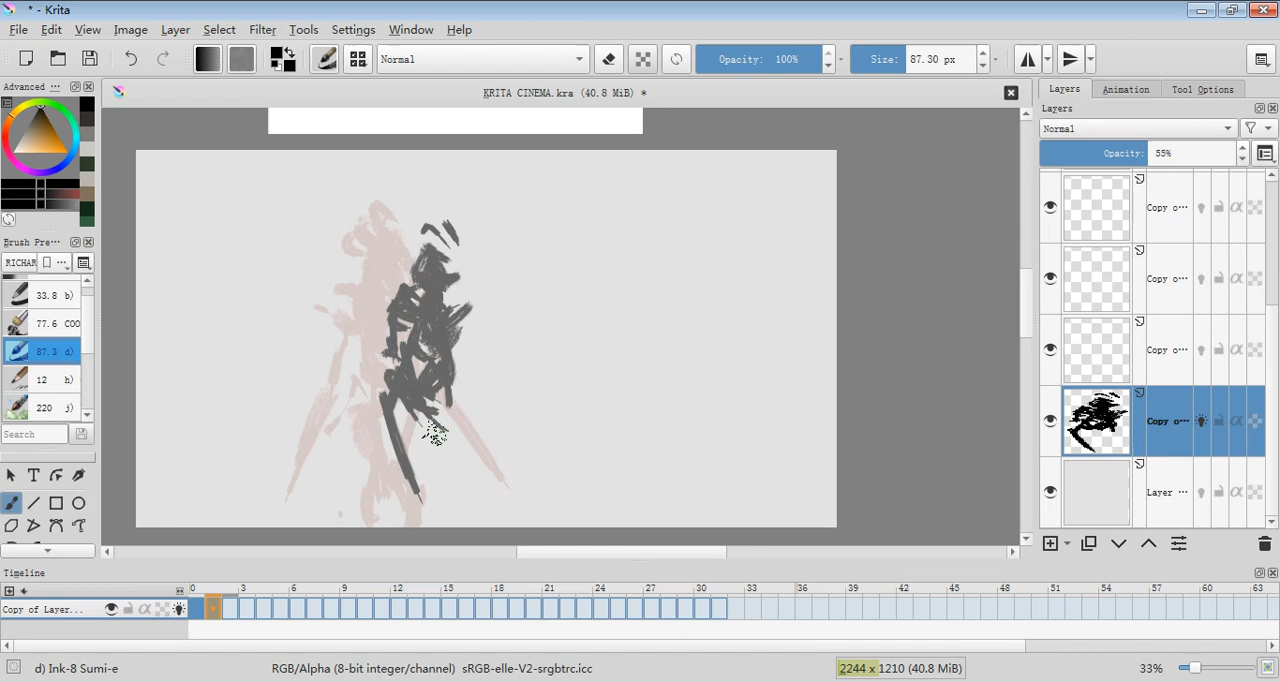 * - Krita
File Edit View Image Layer Select Filter Tools Settings Window Help
Normal
Opacity: 100%
Size: 87.30 px
Advanced ···
KRITA CINEMA.kra (40.8 MiB) *
Layers Animation Tool Options
Layers
Normal
Opacity: 55%
Copy o···
Copy o···
Copy o···
Copy o···
Layer ···
Brush Pre···
RICHAR
33.8 b)
77.6 COO
87.3 d)
12 h)
220 j)
Search
Timeline
0 3 6 9 12 15 18 21 24 27 30 33 36 39 42 45 48 51 54 57 60 63
Copy of Layer...
d) Ink-8 Sumi-e
RGB/Alpha (8-bit integer/channel) sRGB-elle-V2-srgbtrc.icc
2244 x 1210 (40.8 MiB)
33%